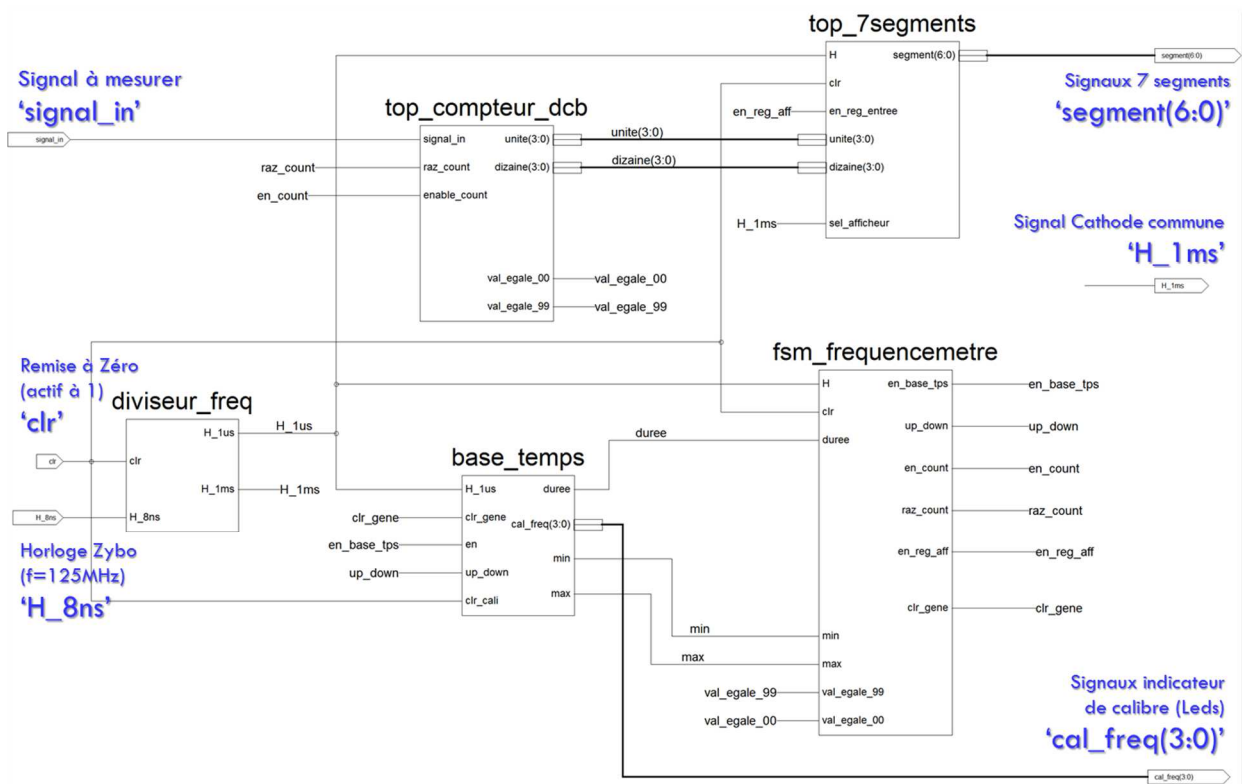 top_7segments
H
segment(6:0)
segment(6:0)
clr
en_reg_aff
en_reg_entree
unite(3:0)
dizaine(3:0)
H_1ms
sel_afficheur
Signaux 7 segments
‘segment(6:0)’
Signal à mesurer
‘signal_in’
signal_in
top_compteur_dcb
signal_in
unite(3:0)
unite(3:0)
raz_count
raz_count
dizaine(3:0)
dizaine(3:0)
en_count
enable_count
val_egale_00
val_egale_00
val_egale_99
val_egale_99
Signal Cathode commune
‘H_1ms’
H_1ms
Remise à Zéro
(actif à 1)
‘clr’
clr
diviseur_freq
H_1us
H_1us
clr
H_1ms
H_1ms
H_8ns
H_8ns
Horloge Zybo
(f=125MHz)
‘H_8ns’
base_temps
H_1us
duree
duree
clr_gene
clr_gene
cal_freq(3:0)
en_base_tps
en
min
min
up_down
up_down
max
max
clr_cali
fsm_frequencemetre
H
en_base_tps
en_base_tps
clr
up_down
up_down
duree
en_count
en_count
raz_count
raz_count
en_reg_aff
en_reg_aff
clr_gene
clr_gene
min
max
val_egale_99
val_egale_99
val_egale_00
val_egale_00
Signaux indicateur
de calibre (Leds)
‘cal_freq(3:0)’
cal_freq(3:0)